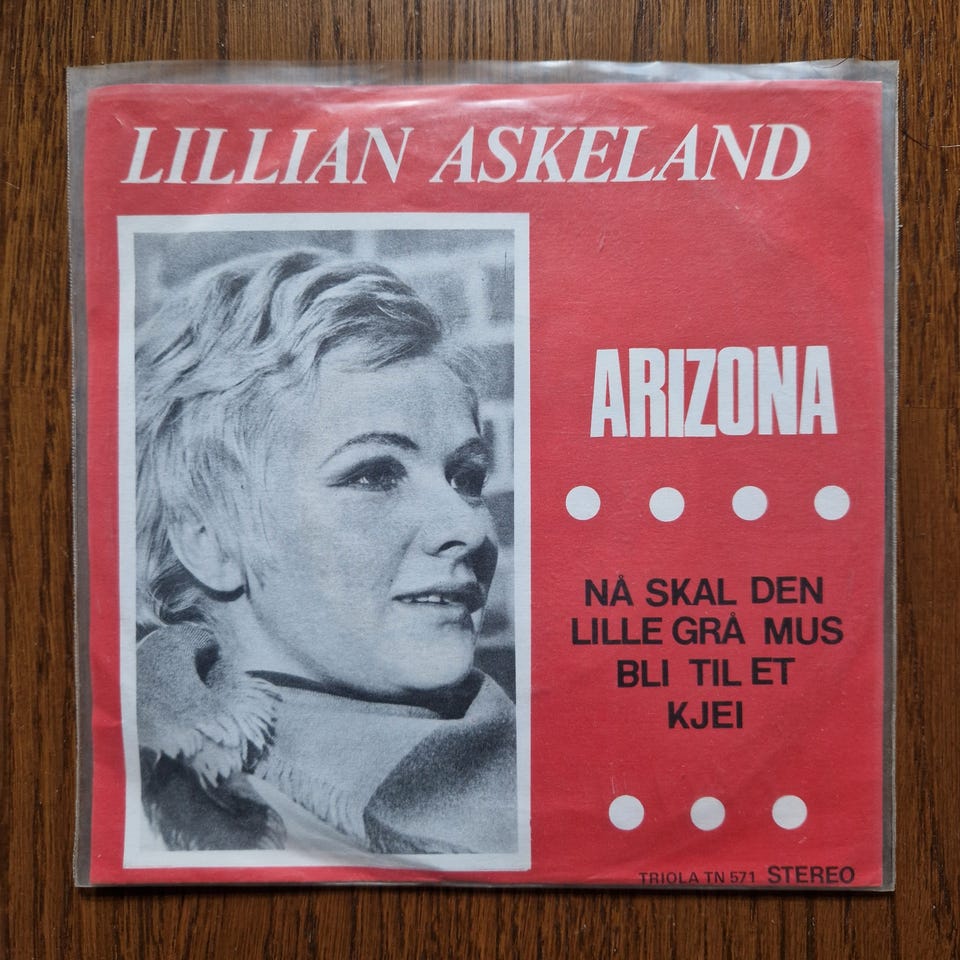 LILLIAN ASKELAND
ARIZONA
NÅ SKAL DEN
LILLE GRÅ MUS
BLI TIL ET
KJEI
TRIOLA TN 571 STEREO